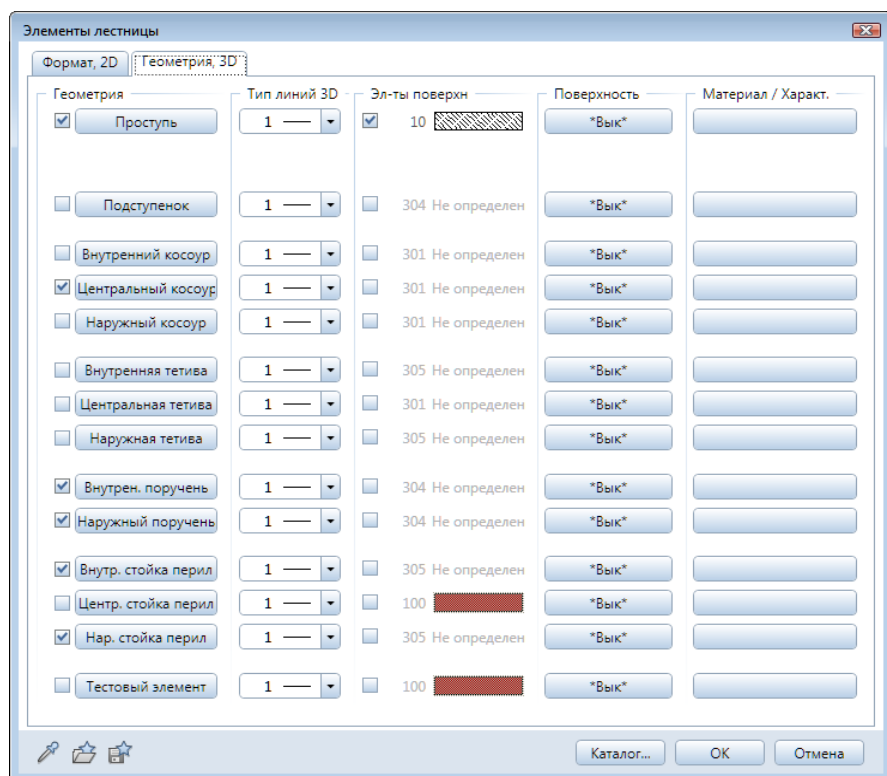 Элементы лестницы
Формат, 2D Геометрия, 3D
Геометрия Тип линий 3D Эл-ты поверхн Поверхность Материал / Характ.
Проступь 1 10 *Вык*
Подступенок 1 304 Не определен *Вык*
Внутренний косоур 1 301 Не определен *Вык*
Центральный косоур 1 301 Не определен *Вык*
Наружный косоур 1 301 Не определен *Вык*
Внутренняя тетива 1 305 Не определен *Вык*
Центральная тетива 1 301 Не определен *Вык*
Наружная тетива 1 305 Не определен *Вык*
Внутрен. поручень 1 304 Не определен *Вык*
Наружный поручень 1 304 Не определен *Вык*
Внутр. стойка перил 1 305 Не определен *Вык*
Центр. стойка перил 1 100 *Вык*
Нар. стойка перил 1 305 Не определен *Вык*
Тестовый элемент 1 100 *Вык*
Каталог... OK Отмена